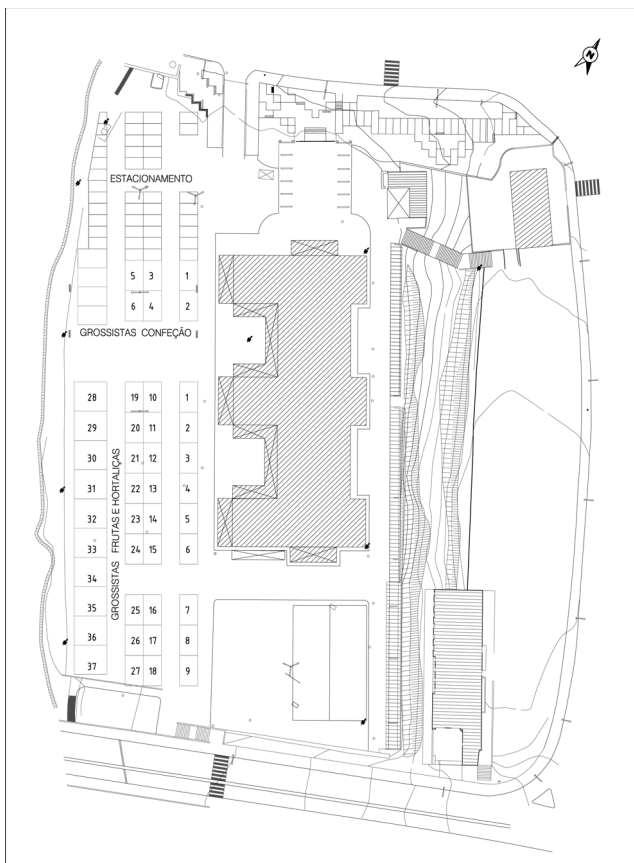 N
ESTACIONAMENTO
5 3 1
6 4 2
GROSSISTAS CONFEÇÃO
28 19 10 1
29 20 11 2
30 21 12 3
31 22 13 4
32 23 14 5
33 24 15 6
34
35 25 16 7
36 26 17 8
37 27 18 9
GROSSISTAS FRUTAS E HORTALIÇAS